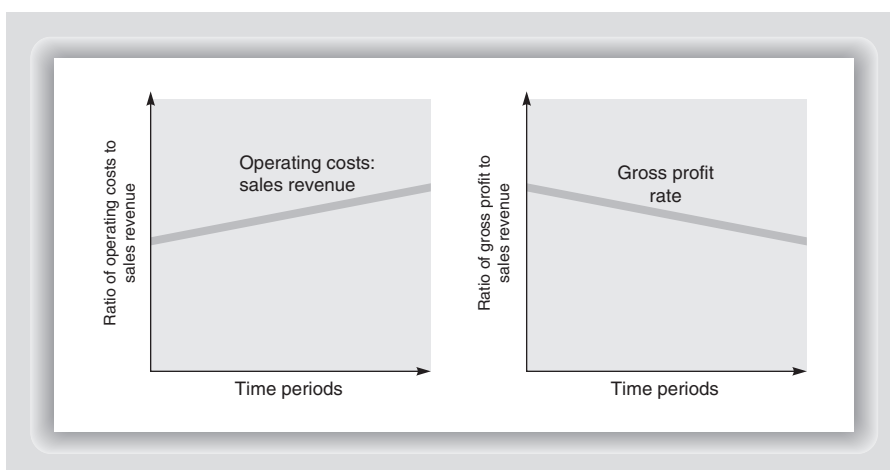 Ratio of operating costs to
sales revenue
Operating costs:
sales revenue
Time periods
Ratio of gross profit to
sales revenue
Gross profit
rate
Time periods